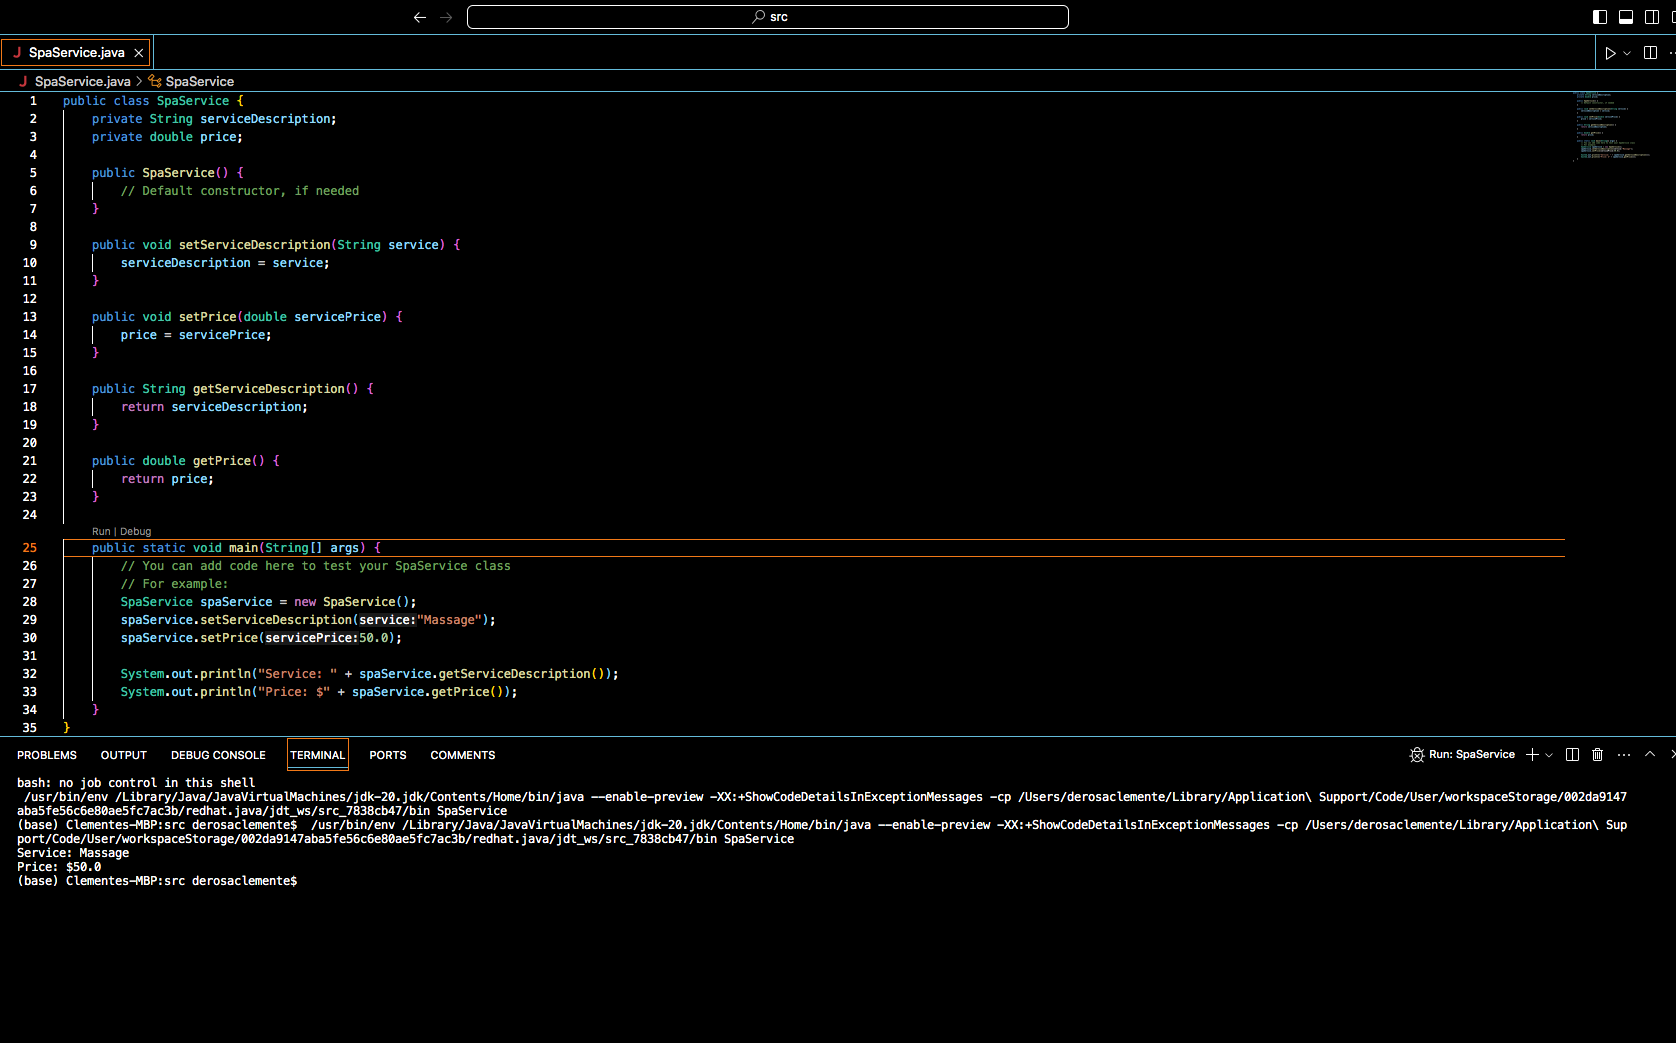 src
SpaService.java
SpaService.java > SpaService
1 public class SpaService {
2 private String serviceDescription;
3 private double price;
4
5 public SpaService() {
6 // Default constructor, if needed
7 }
8
9 public void setServiceDescription(String service) {
10 serviceDescription = service;
11 }
12
13 public void setPrice(double servicePrice) {
14 price = servicePrice;
15 }
16
17 public String getServiceDescription() {
18 return serviceDescription;
19 }
20
21 public double getPrice() {
22 return price;
23 }
24
Run | Debug
25 public static void main(String[] args) {
26 // You can add code here to test your SpaService class
27 // For example:
28 SpaService spaService = new SpaService();
29 spaService.setServiceDescription(service:"Massage");
30 spaService.setPrice(servicePrice:50.0);
31
32 System.out.println("Service: " + spaService.getServiceDescription());
33 System.out.println("Price: $" + spaService.getPrice());
34 }
35 }
PROBLEMS OUTPUT DEBUG CONSOLE TERMINAL PORTS COMMENTS Run: SpaService
bash: no job control in this shell
/usr/bin/env /Library/Java/JavaVirtualMachines/jdk-20.jdk/Contents/Home/bin/java --enable-preview -XX:+ShowCodeDetailsInExceptionMessages -cp /Users/derosaclemente/Library/Application\ Support/Code/User/workspaceStorage/002da9147
aba5fe56c6e80ae5fc7ac3b/redhat.java/jdt_ws/src_7838cb47/bin SpaService
(base) Clementes-MBP:src derosaclemente$ /usr/bin/env /Library/Java/JavaVirtualMachines/jdk-20.jdk/Contents/Home/bin/java --enable-preview -XX:+ShowCodeDetailsInExceptionMessages -cp /Users/derosaclemente/Library/Application\ Sup
port/Code/User/workspaceStorage/002da9147aba5fe56c6e80ae5fc7ac3b/redhat.java/jdt_ws/src_7838cb47/bin SpaService
Service: Massage
Price: $50.0
(base) Clementes-MBP:src derosaclemente$